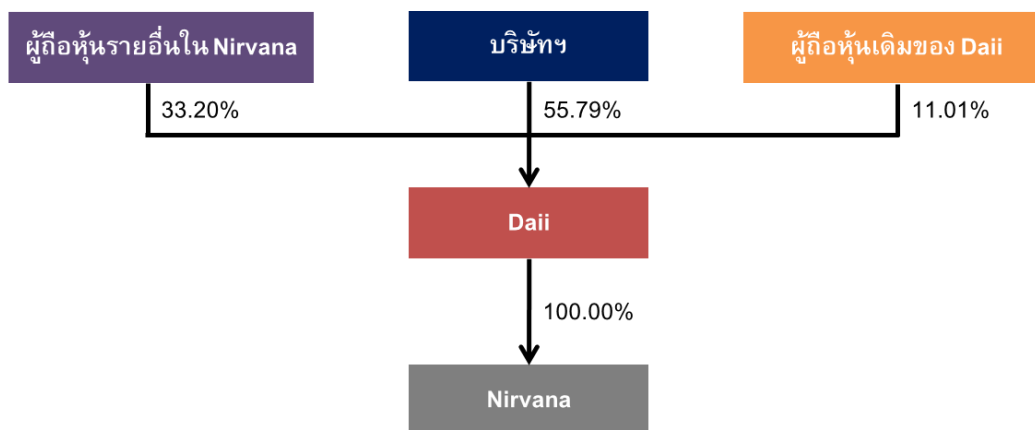 ผู้ถือหุ้นรายอื่นใน Nirvana
บริษัทฯ
ผู้ถือหุ้นเดิมของ Daii
33.20%
55.79%
11.01%
Daii
100.00%
Nirvana